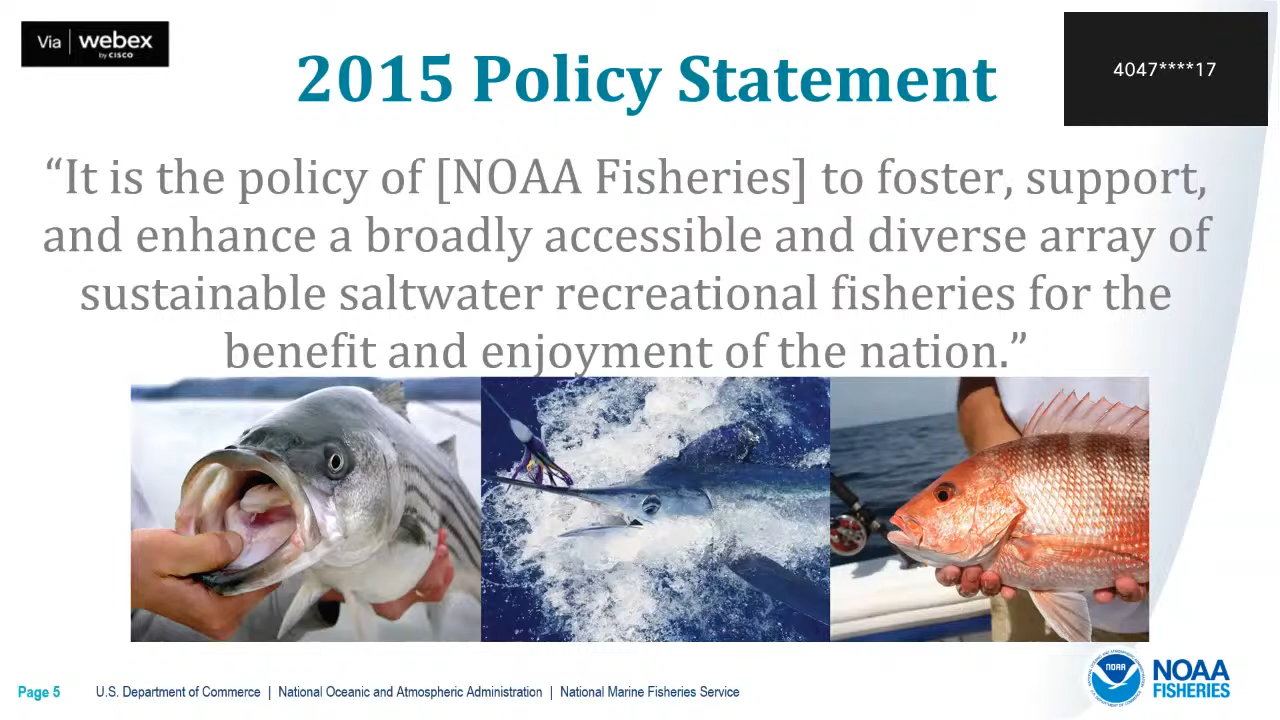 Via | webex
by CISCO
4047****17
2015 Policy Statement
“It is the policy of [NOAA Fisheries] to foster, support,
and enhance a broadly accessible and diverse array of
sustainable saltwater recreational fisheries for the
benefit and enjoyment of the nation.”
Page 5
U.S. Department of Commerce | National Oceanic and Atmospheric Administration | National Marine Fisheries Service
NOAA
NOAA
FISHERIES